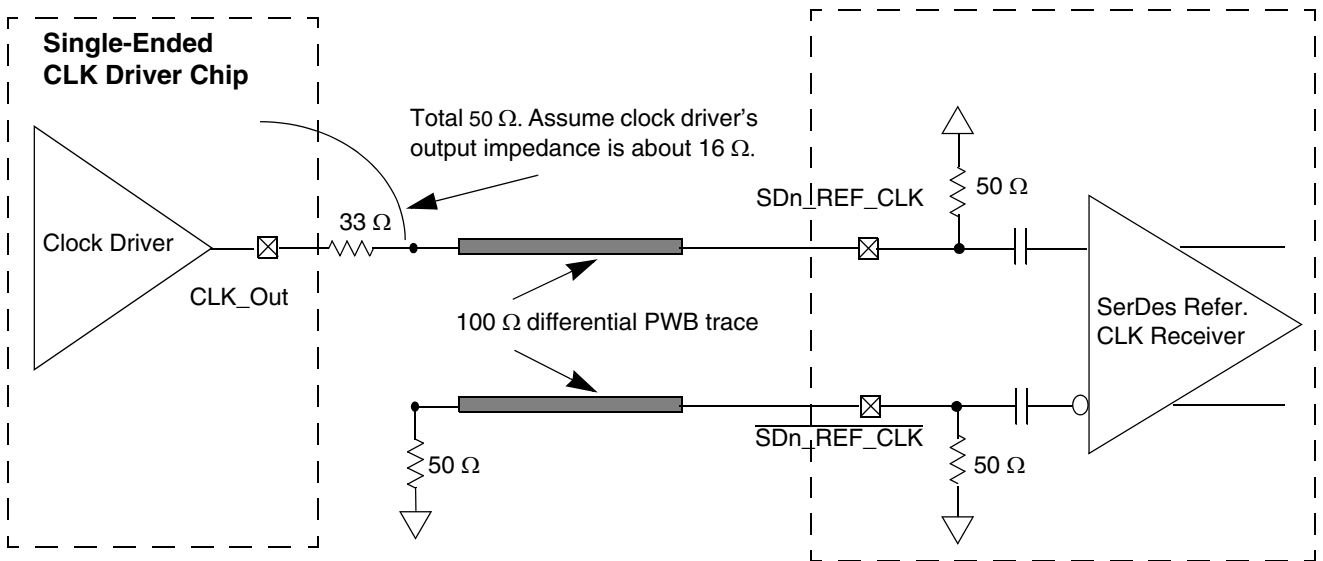 Single-Ended
CLK Driver Chip
Total 50 Ω. Assume clock driver's
output impedance is about 16 Ω.
SDn_REF_CLK
50 Ω
33 Ω
Clock Driver
CLK_Out
100 Ω differential PWB trace
SerDes Refer.
CLK Receiver
SDn_REF_CLK
50 Ω
50 Ω